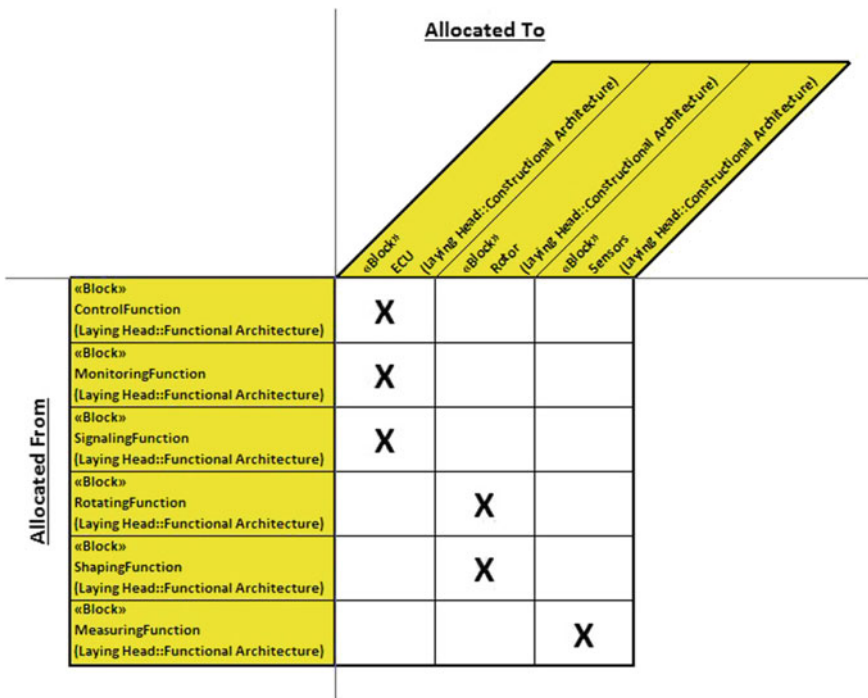 Allocated To
«Block»
ECU
(Laying Head::Constructional Architecture)
«Block»
Rotor
(Laying Head::Constructional Architecture)
«Block»
Sensors
(Laying Head::Constructional Architecture)
Allocated From
«Block»
ControlFunction
(Laying Head::Functional Architecture)
X
«Block»
MonitoringFunction
(Laying Head::Functional Architecture)
X
«Block»
SignalingFunction
(Laying Head::Functional Architecture)
X
«Block»
RotatingFunction
(Laying Head::Functional Architecture)
X
«Block»
ShapingFunction
(Laying Head::Functional Architecture)
X
«Block»
MeasuringFunction
(Laying Head::Functional Architecture)
X